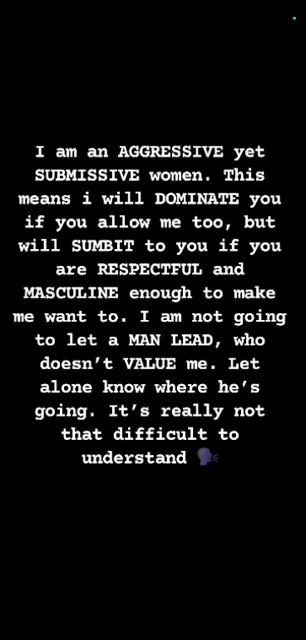 I am an AGGRESSIVE yet
SUBMISSIVE women. This
means i will DOMINATE you
if you allow me too, but
will SUMBIT to you if you
are RESPECTFUL and
MASCULINE enough to make
me want to. I am not going
to let a MAN LEAD, who
doesn’t VALUE me. Let
alone know where he’s
going. It’s really not
that difficult to
understand 🗣